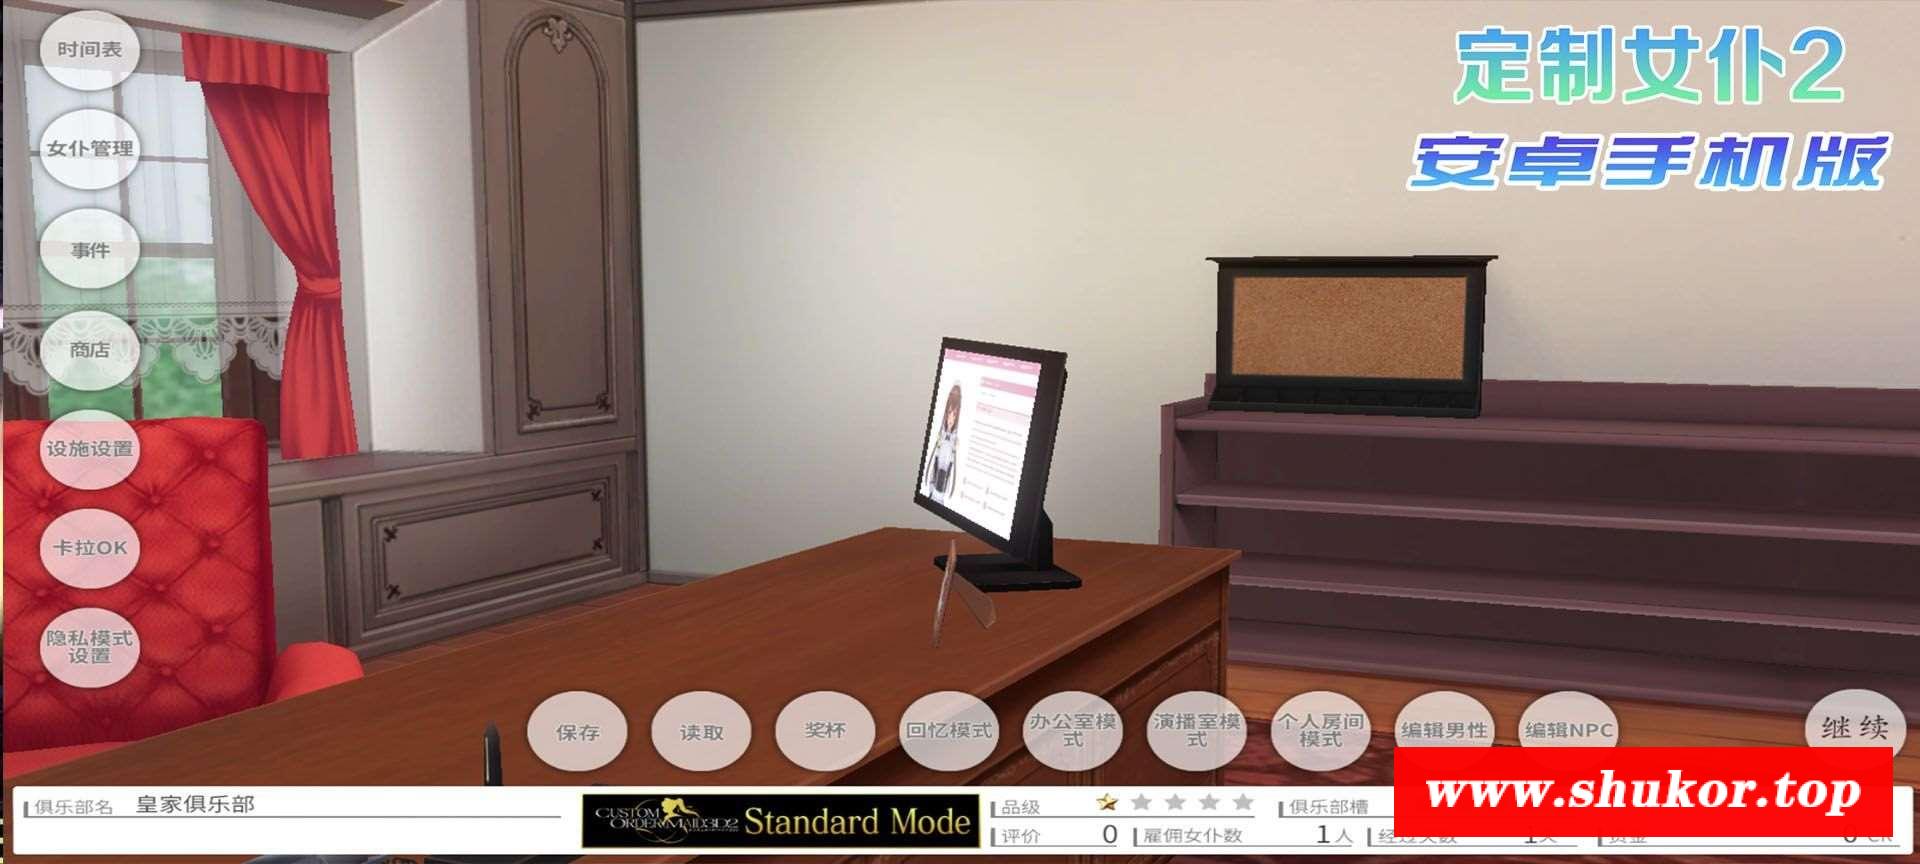 定制女仆2
安卓手机版
时间表
女仆管理
事件
商店
设施设置
卡拉OK
隐私模式
设置
保存
读取
奖杯
回忆模式
办公室模
式
演播室模
式
个人房间
模式
编辑男性
编辑NPC
继续
www.shukor.top
俱乐部名 皇家俱乐部
CUSTOM
ORDER MAID3D2
Standard Mode
品级
俱乐部槽
评价 0
雇佣女仆数 1人